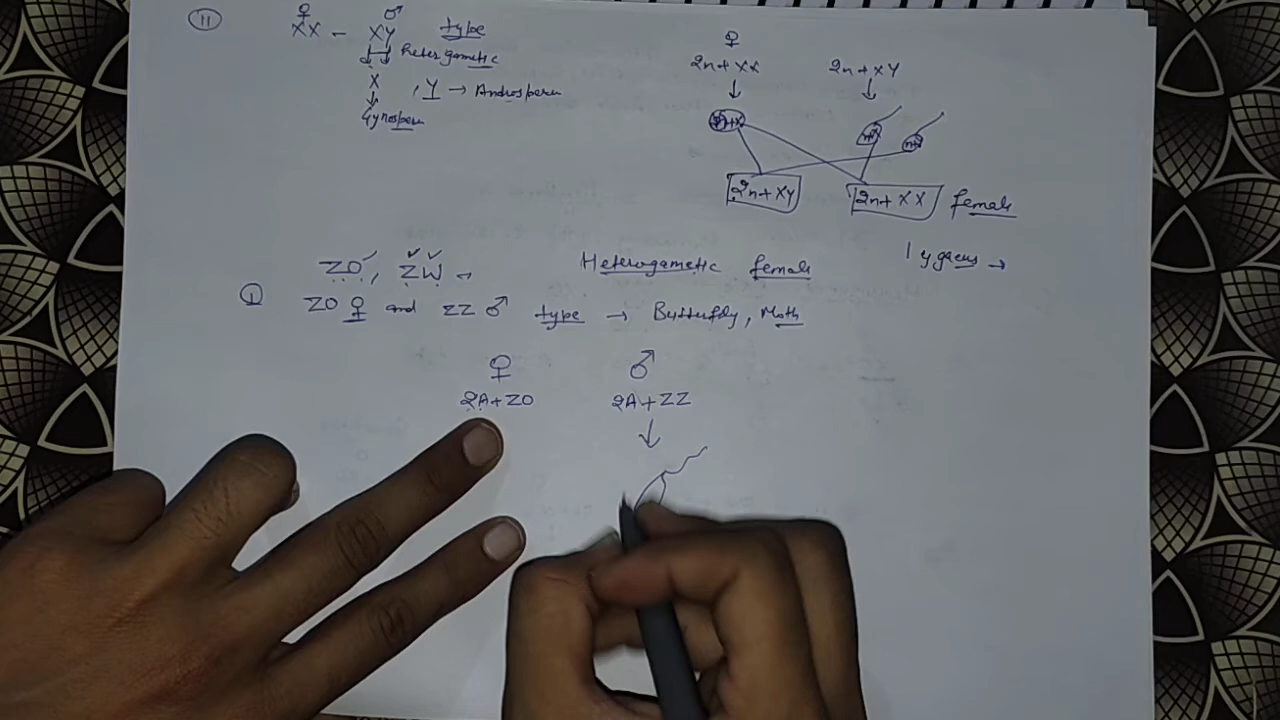 11
♀ ♂
XX - XY type
Heterogametic
X , Y → Androsperm
Gynosperm
♀
2n+XX 2n+XY
2n+XY 2n+XX female
ZO, ZW → Heterogametic female Lygaeus →
① ZO ♀ and ZZ ♂ type → Butterfly, Moth
♀ ♂
2A+ZO 2A+ZZ